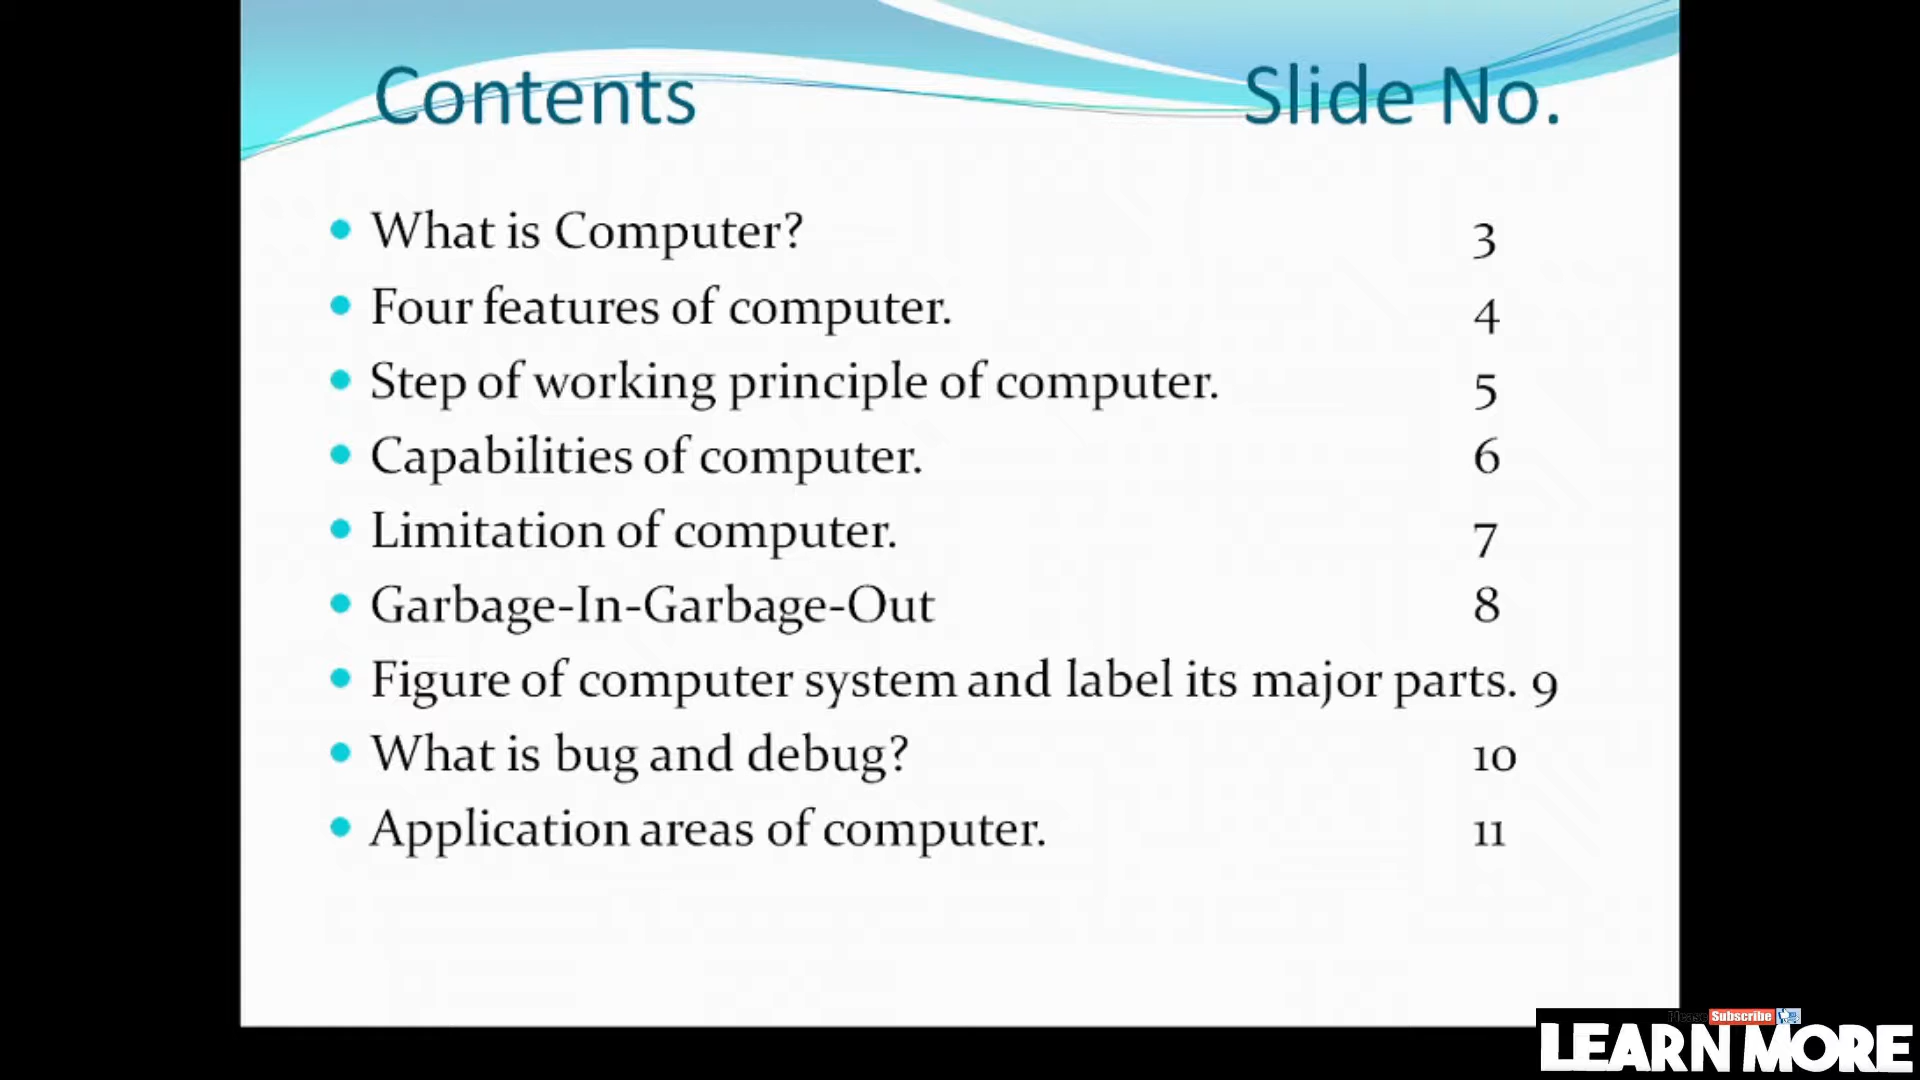 Contents Slide No.
What is Computer? 3
Four features of computer. 4
Step of working principle of computer. 5
Capabilities of computer. 6
Limitation of computer. 7
Garbage-In-Garbage-Out 8
Figure of computer system and label its major parts. 9
What is bug and debug? 10
Application areas of computer. 11
Please Subscribe
LEARN MORE